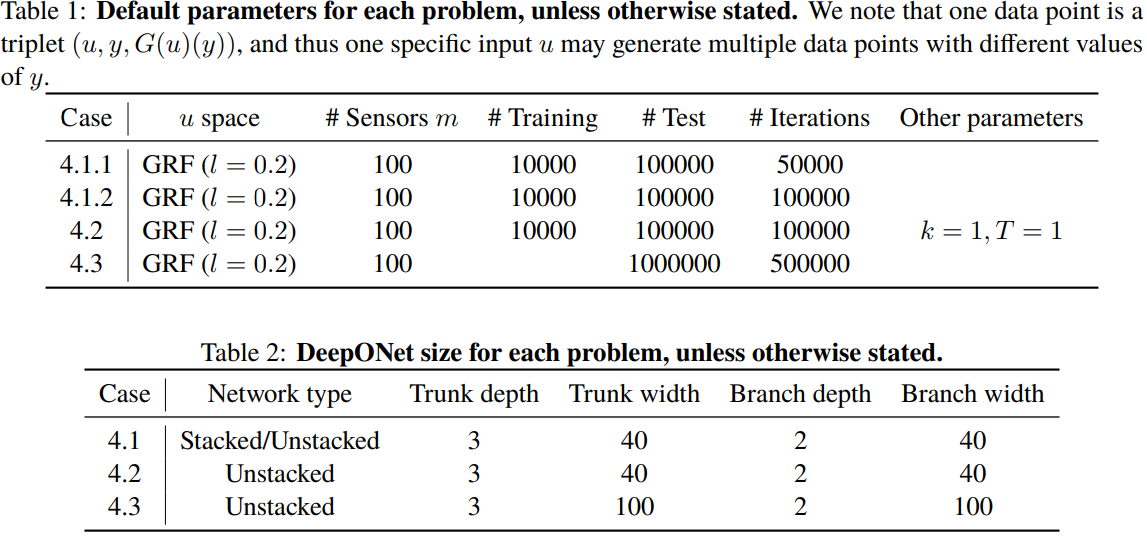 Table 1: Default parameters for each problem, unless otherwise stated. We note that one data point is a
triplet (u, y, G(u)(y)), and thus one specific input u may generate multiple data points with different values
of y.
Case u space # Sensors m # Training # Test # Iterations Other parameters
4.1.1 GRF (l = 0.2) 100 10000 100000 50000
4.1.2 GRF (l = 0.2) 100 10000 100000 100000
4.2 GRF (l = 0.2) 100 10000 100000 100000 k = 1, T = 1
4.3 GRF (l = 0.2) 100 1000000 500000
Table 2: DeepONet size for each problem, unless otherwise stated.
Case Network type Trunk depth Trunk width Branch depth Branch width
4.1 Stacked/Unstacked 3 40 2 40
4.2 Unstacked 3 40 2 40
4.3 Unstacked 3 100 2 100